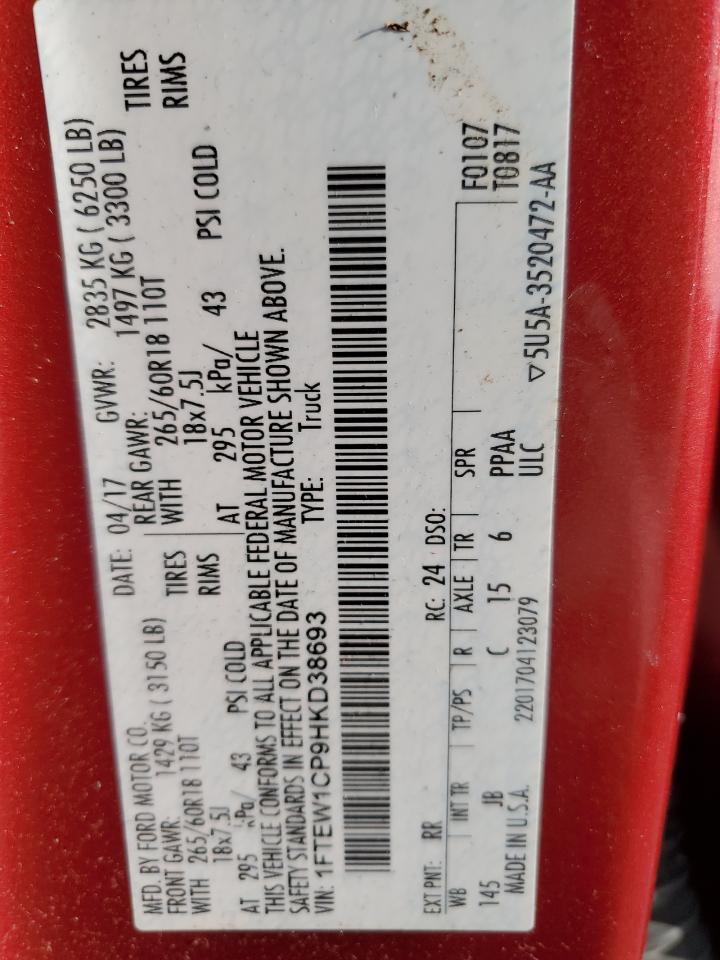 MFD. BY FORD MOTOR CO. DATE: 04/17 GVWR: 2835 KG ( 6250 LB)
FRONT GAWR: 1429 KG ( 3150 LB) REAR GAWR: 1497 KG ( 3300 LB)
WITH 265/60R18 110T TIRES WITH 265/60R18 110T TIRES
18x7.5J RIMS 18x7.5J RIMS
AT 295 kPa/ 43 PSI COLD AT 295 kPa/ 43 PSI COLD
THIS VEHICLE CONFORMS TO ALL APPLICABLE FEDERAL MOTOR VEHICLE
SAFETY STANDARDS IN EFFECT ON THE DATE OF MANUFACTURE SHOWN ABOVE.
VIN: 1FTEW1CP9HKD38693 TYPE: Truck
F0107
T0817
EXT PNT: RR RC: 24 DSO:
WB INT TR TP/PS R AXLE TR SPR
145 JB C 15 6 PPAA
ULC
MADE IN U.S.A. 2201704123079 ▽5U5A-3520472-AA